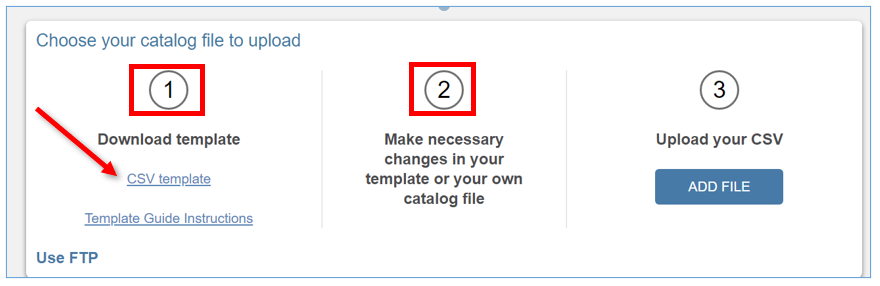 Choose your catalog file to upload
1
Download template
CSV template
Template Guide Instructions
2
Make necessary
changes in your
template or your own
catalog file
3
Upload your CSV
ADD FILE
Use FTP